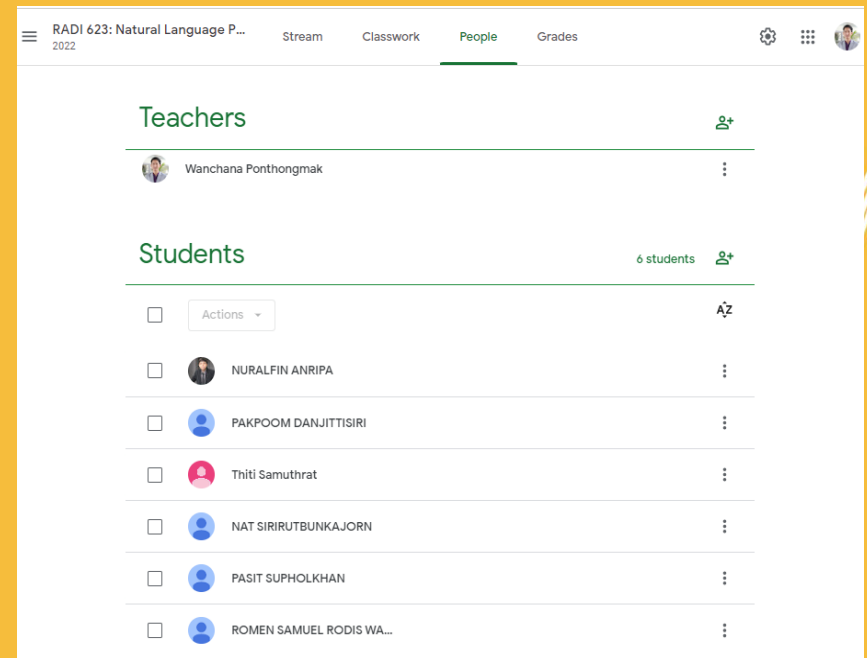 RADI 623: Natural Language P... Stream Classwork People Grades
2022
Teachers
Wanchana Ponthongmak
Students 6 students
Actions AZ
NURALFIN ANRIPA
PAKPOOM DANJITTISIRI
Thiti Samuthrat
NAT SIRIRUTBUNKAJORN
PASIT SUPHOLKHAN
ROMEN SAMUEL RODIS WA...